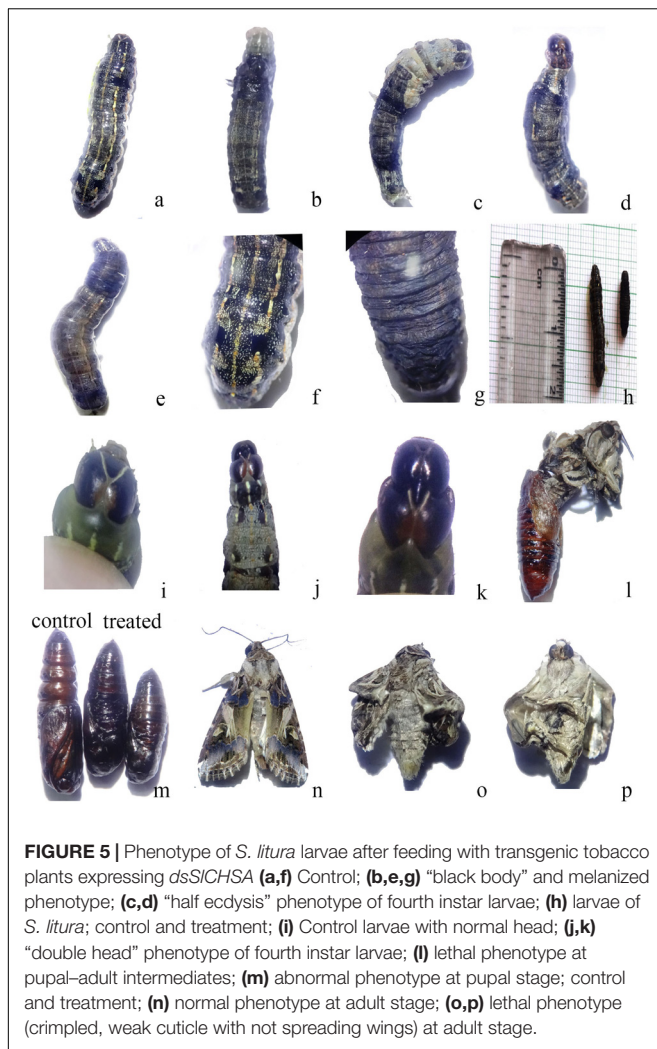 a
b
c
d
e
f
g
cm
h
i
j
k
l
control treated
m
n
o
p
FIGURE 5 | Phenotype of S. litura larvae after feeding with transgenic tobacco
plants expressing dsSlCHSA (a,f) Control; (b,e,g) “black body” and melanized
phenotype; (c,d) “half ecdysis” phenotype of fourth instar larvae; (h) larvae of
S. litura; control and treatment; (i) Control larvae with normal head; (j,k)
“double head” phenotype of fourth instar larvae; (l) lethal phenotype at
pupal–adult intermediates; (m) abnormal phenotype at pupal stage; control
and treatment; (n) normal phenotype at adult stage; (o,p) lethal phenotype
(crimpled, weak cuticle with not spreading wings) at adult stage.